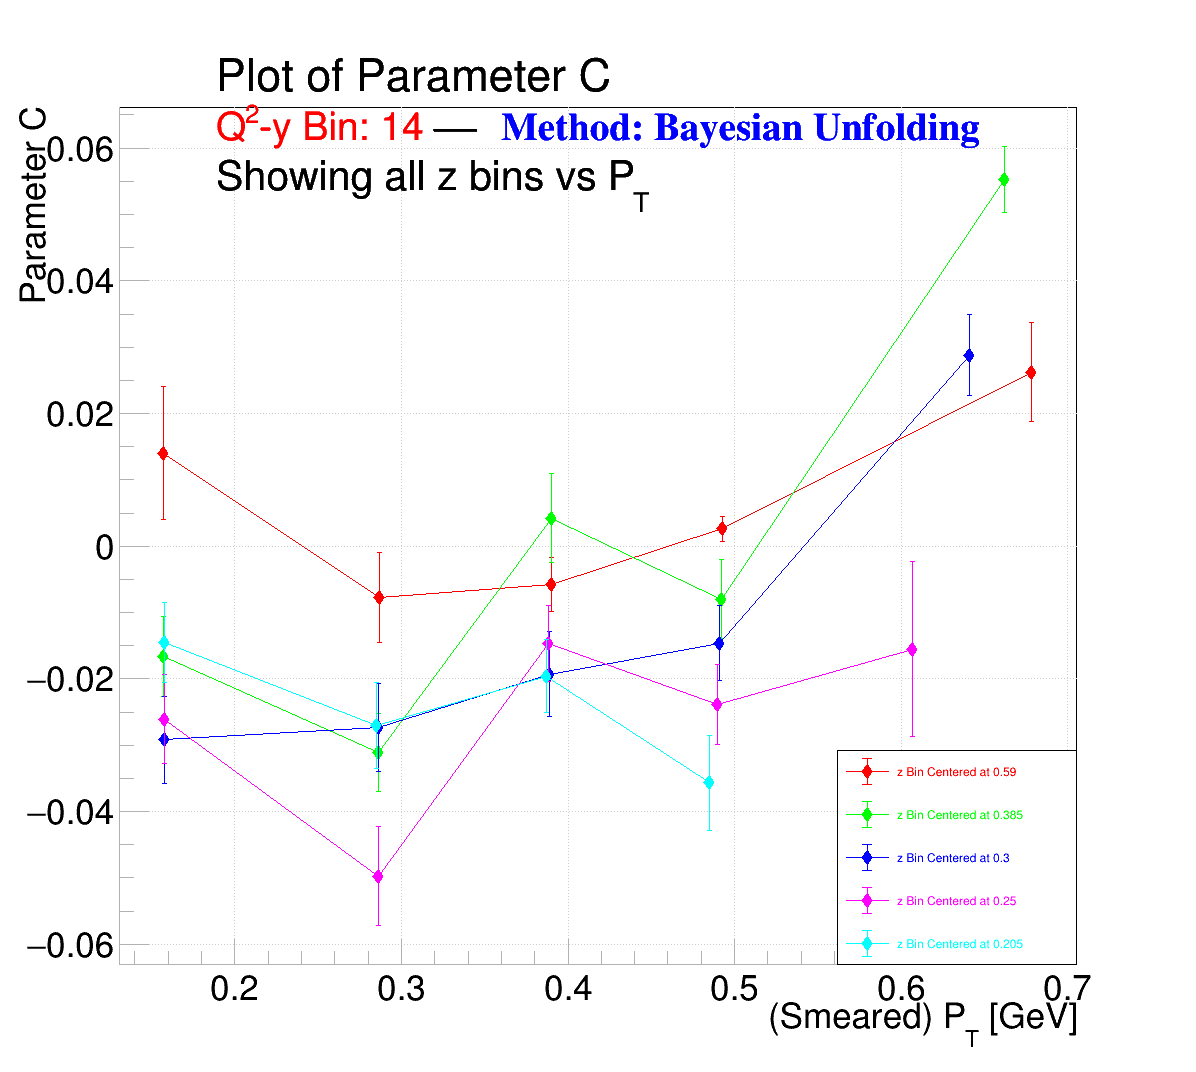 Plot of Parameter C
Q²-y Bin: 14 — Method: Bayesian Unfolding
Showing all z bins vs P_T
Parameter C
0.06
0.04
0.02
0
−0.02
−0.04
−0.06
z Bin Centered at 0.59
z Bin Centered at 0.385
z Bin Centered at 0.3
z Bin Centered at 0.25
z Bin Centered at 0.205
0.2 0.3 0.4 0.5 0.6 0.7
(Smeared) P_T [GeV]